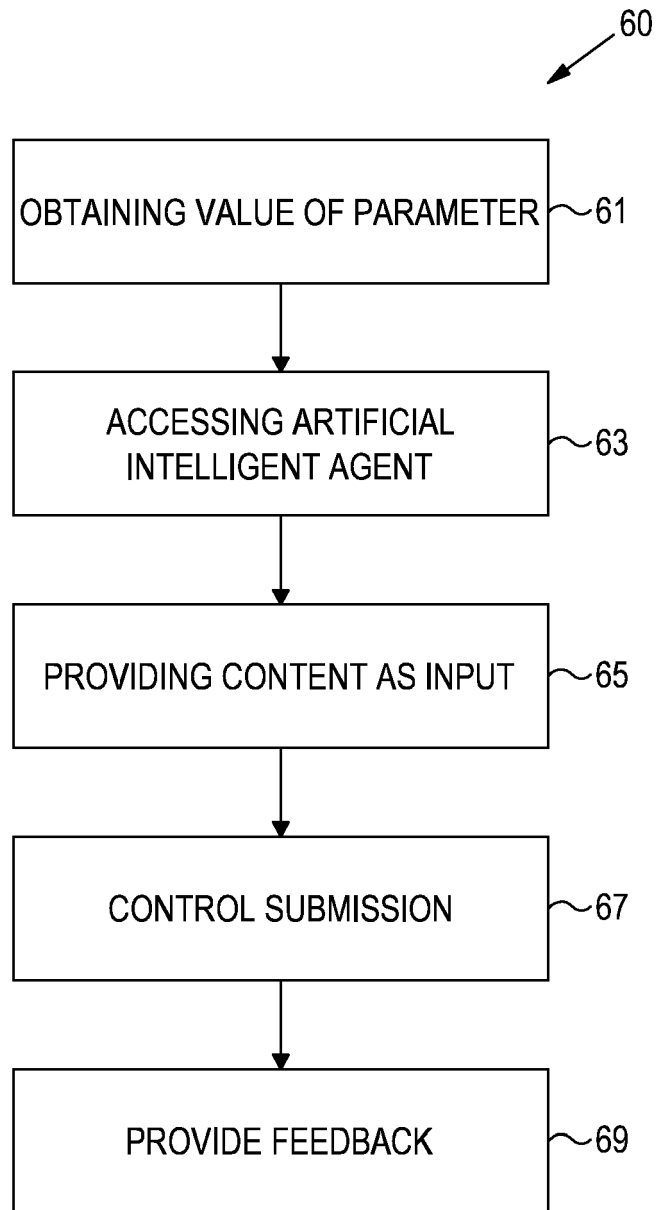 60
OBTAINING VALUE OF PARAMETER
61
ACCESSING ARTIFICIAL
INTELLIGENT AGENT
63
PROVIDING CONTENT AS INPUT
65
CONTROL SUBMISSION
67
PROVIDE FEEDBACK
69